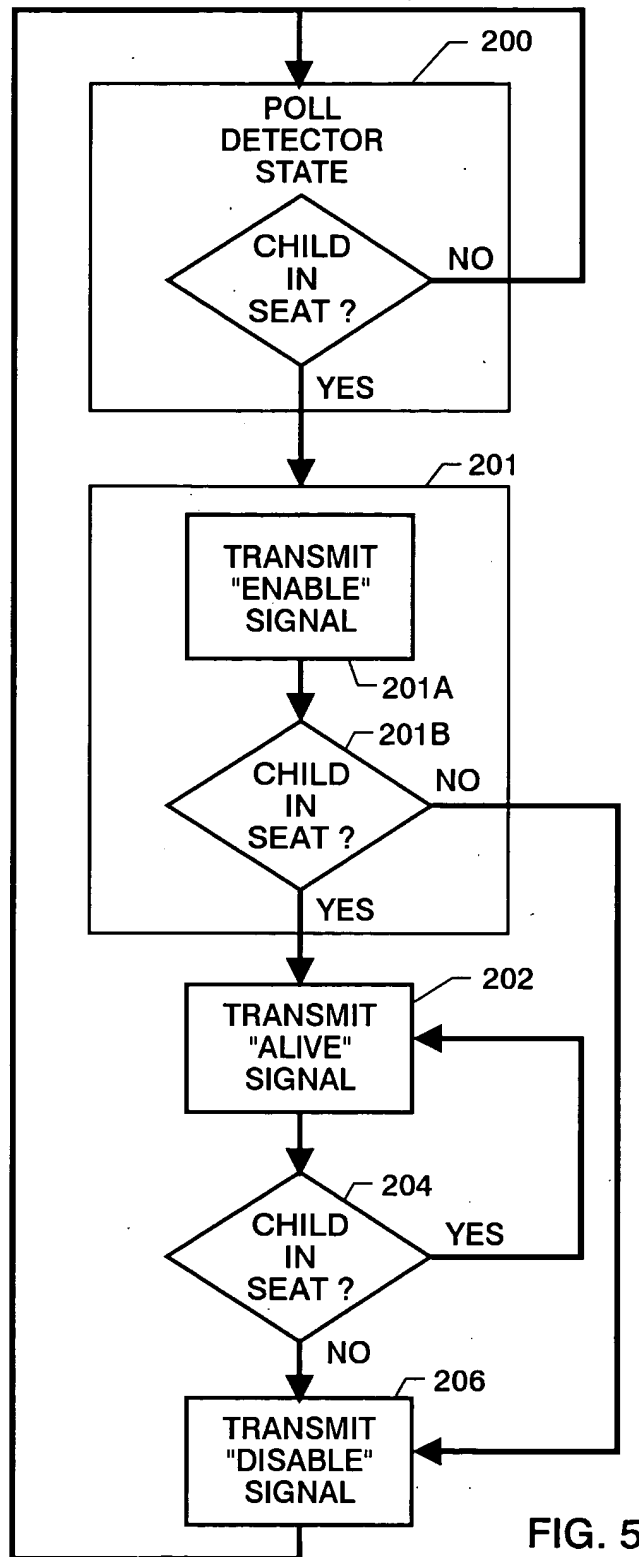 200
POLL
DETECTOR
STATE
CHILD
IN
SEAT ?
NO
YES
201
TRANSMIT
"ENABLE"
SIGNAL
201A
201B
CHILD
IN
SEAT ?
NO
YES
202
TRANSMIT
"ALIVE"
SIGNAL
204
CHILD
IN
SEAT ?
YES
NO
206
TRANSMIT
"DISABLE"
SIGNAL
FIG. 5